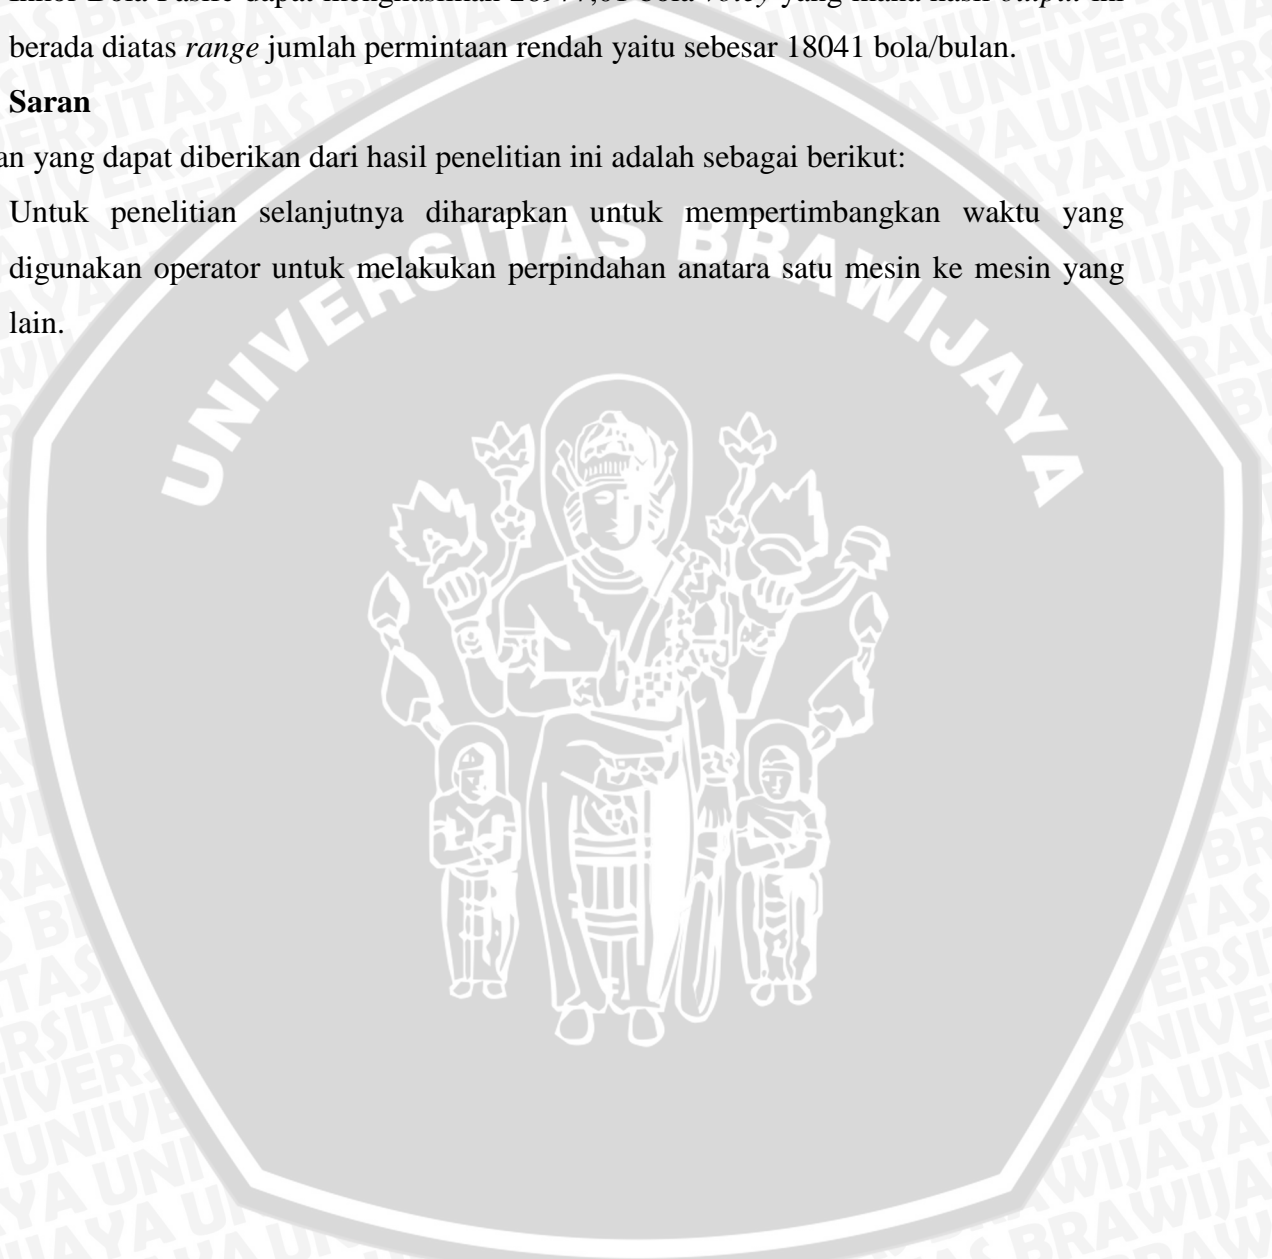 berada diatas range jumlah permintaan rendah yaitu sebesar 18041 bola/bulan.
Saran
yang dapat diberikan dari hasil penelitian ini adalah sebagai berikut:
Untuk penelitian selanjutnya diharapkan untuk mempertimbangkan waktu yang
digunakan operator untuk melakukan perpindahan anatara satu mesin ke mesin yang
lain.
UNIVERSITAS BRAWIJAYA